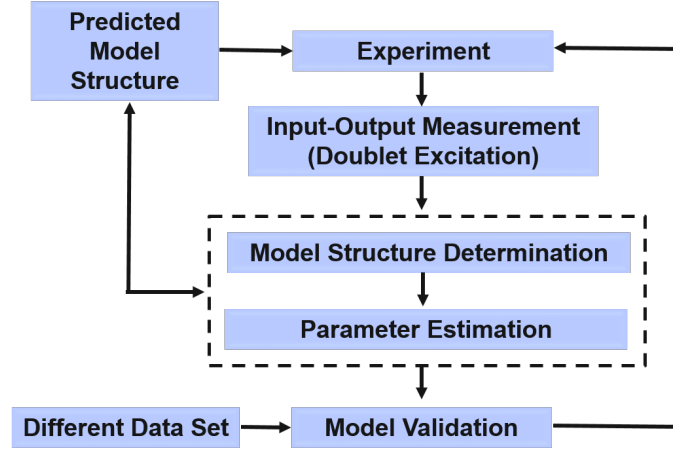 Predicted
Model
Structure
Experiment
Input-Output Measurement
(Doublet Excitation)
Model Structure Determination
Parameter Estimation
Different Data Set
Model Validation